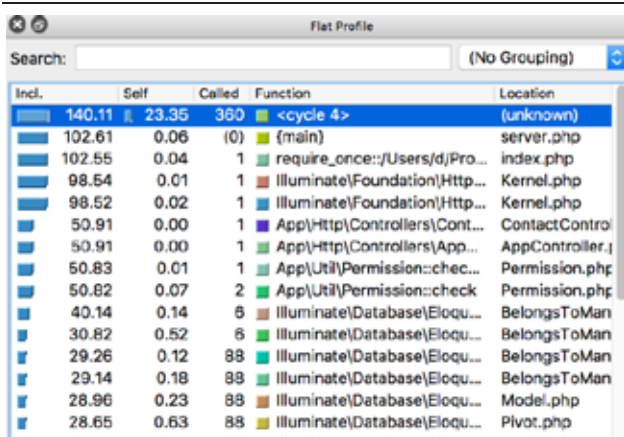 Flat Profile
Search: (No Grouping)
Incl. Self Called Function Location
140.11 23.35 360 <cycle 4> (unknown)
102.61 0.06 (0) {main} server.php
102.55 0.04 1 require_once::/Users/d/Pro... index.php
98.54 0.01 1 Illuminate\Foundation\Http... Kernel.php
98.52 0.02 1 Illuminate\Foundation\Http... Kernel.php
50.91 0.00 1 App\Http\Controllers\Cont... ContactControl
50.91 0.00 1 App\Http\Controllers\App... AppController.p
50.83 0.01 1 App\Util\Permission::chec... Permission.php
50.82 0.07 2 App\Util\Permission::check Permission.php
40.14 0.14 6 Illuminate\Database\Eloqu... BelongsToMan
30.82 0.52 6 Illuminate\Database\Eloqu... BelongsToMan
29.26 0.12 88 Illuminate\Database\Eloqu... BelongsToMan
29.14 0.18 88 Illuminate\Database\Eloqu... BelongsToMan
28.96 0.23 88 Illuminate\Database\Eloqu... Model.php
28.65 0.63 88 Illuminate\Database\Eloqu... Pivot.php